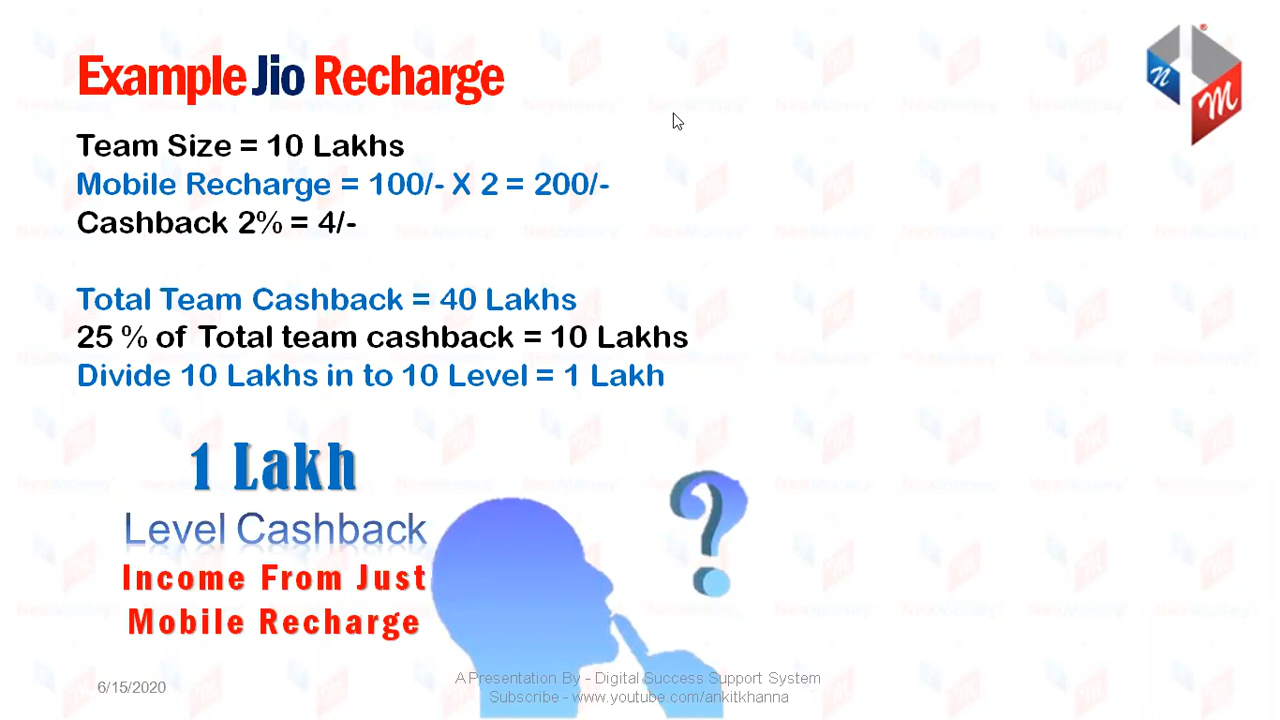 Example Jio Recharge
Team Size = 10 Lakhs
Mobile Recharge = 100/- X 2 = 200/-
Cashback 2% = 4/-
Total Team Cashback = 40 Lakhs
25 % of Total team cashback = 10 Lakhs
Divide 10 Lakhs in to 10 Level = 1 Lakh
1 Lakh
Level Cashback
Income From Just
Mobile Recharge
6/15/2020
A Presentation By - Digital Success Support System
Subscribe - www.youtube.com/ankitkhanna